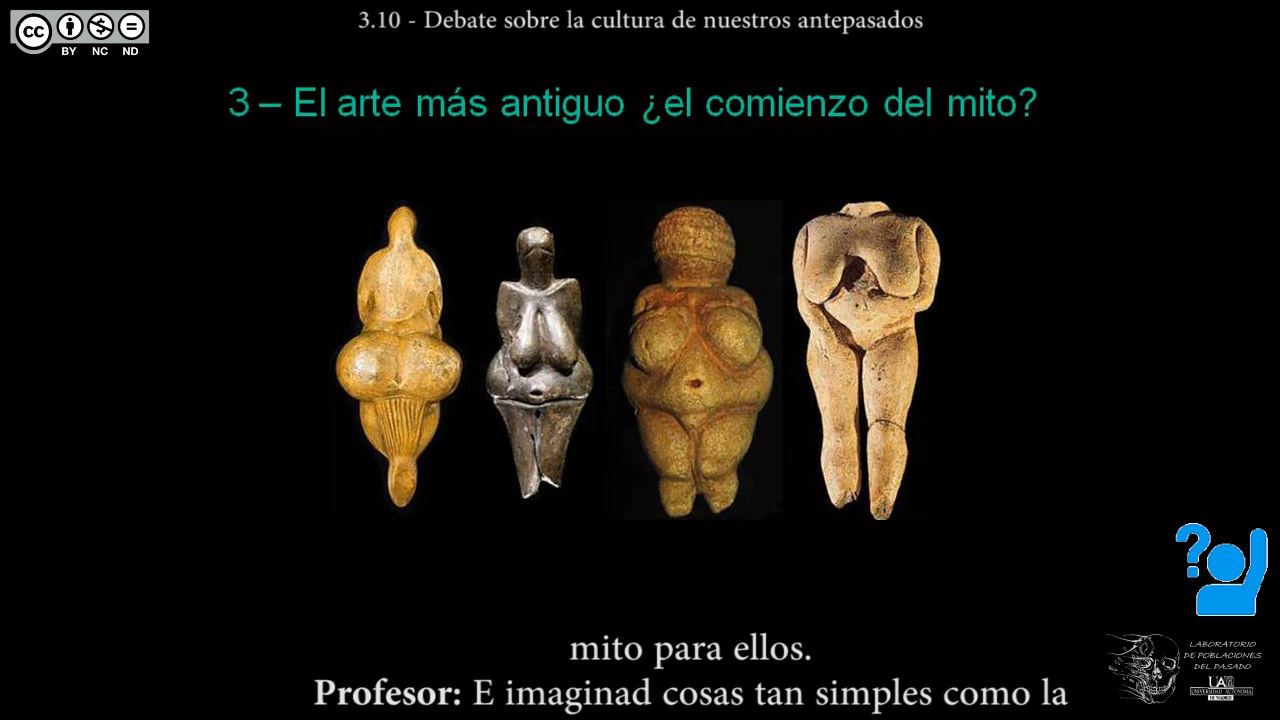 cc
BY NC ND
3.10 - Debate sobre la cultura de nuestros antepasados
3 – El arte más antiguo ¿el comienzo del mito?
?
mito para ellos.
Profesor: E imaginad cosas tan simples como la
LABORATORIO
DE POBLACIONES
DEL PASADO
UNIVERSIDAD AUTONOMA
DE MADRID